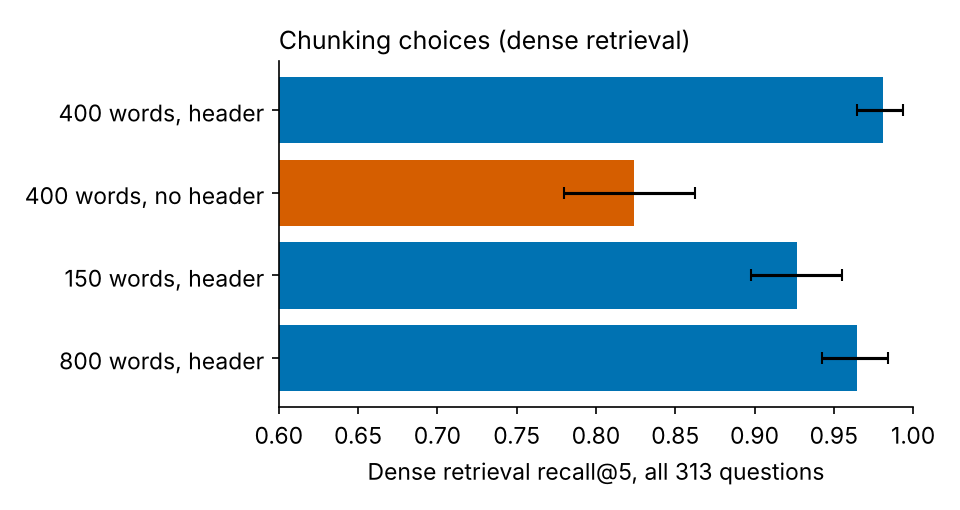 Chunking choices (dense retrieval)
400 words, header
400 words, no header
150 words, header
800 words, header
0.60 0.65 0.70 0.75 0.80 0.85 0.90 0.95 1.00
Dense retrieval recall@5, all 313 questions